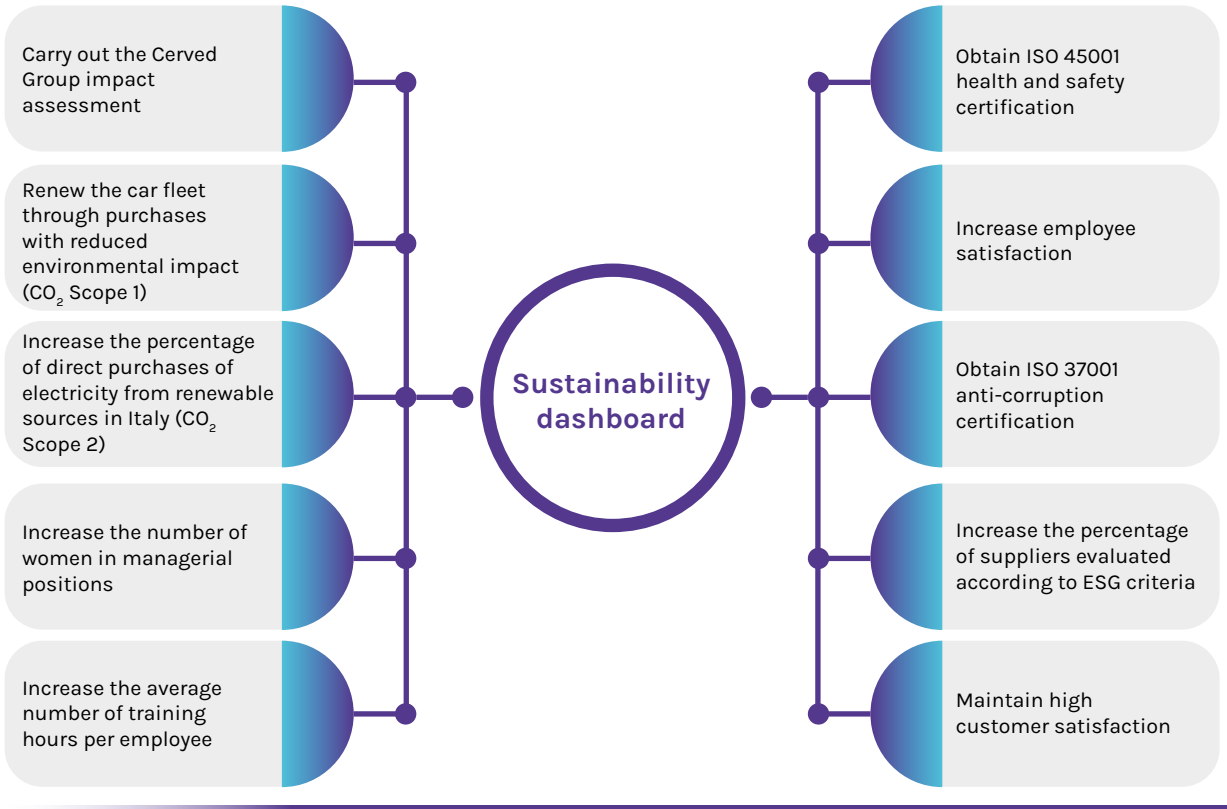 Carry out the Cerved
Group impact
assessment
Renew the car fleet
through purchases
with reduced
environmental impact
(CO₂ Scope 1)
Increase the percentage
of direct purchases of
electricity from renewable
sources in Italy (CO₂
Scope 2)
Increase the number of
women in managerial
positions
Increase the average
number of training
hours per employee
Sustainability
dashboard
Obtain ISO 45001
health and safety
certification
Increase employee
satisfaction
Obtain ISO 37001
anti-corruption
certification
Increase the percentage
of suppliers evaluated
according to ESG criteria
Maintain high
customer satisfaction